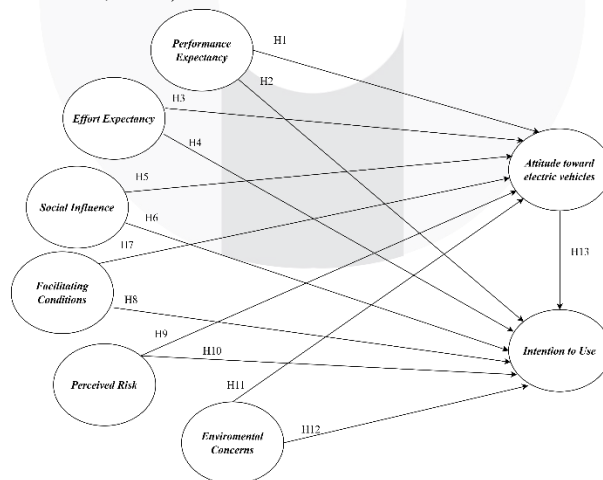 Performance
Expectancy
H1
H2
Effort Expectancy
H3
H4
Attitude toward
electric vehicles
Social Influence
H5
H6
H7
H13
Facilitating
Conditions
H8
H9
H10
Intention to Use
Perceived Risk
H11
Enviromental
Concerns
H12